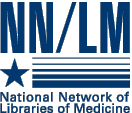 NN/LM
National Network of
Libraries of Medicine